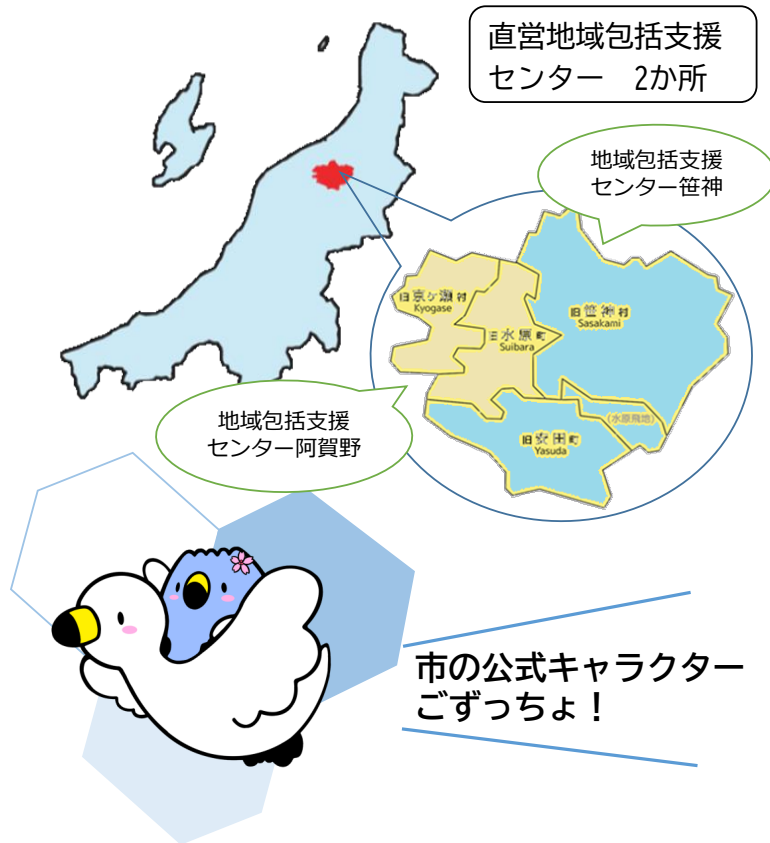 直営地域包括支援
センター　2か所
地域包括支援
センター笹神
旧京ケ瀬村
Kyogase
旧笹神村
Sasakami
旧水原町
Suibara
(水原飛地)
旧安田町
Yasuda
地域包括支援
センター阿賀野
市の公式キャラクター
ごずっちょ！